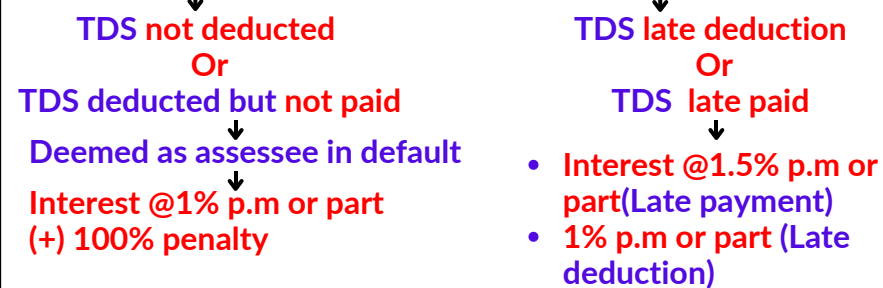 TDS not deducted
Or
TDS deducted but not paid
Deemed as assessee in default
Interest @1% p.m or part
(+) 100% penalty
TDS late deduction
Or
TDS late paid
• Interest @1.5% p.m or
part(Late payment)
• 1% p.m or part (Late
deduction)